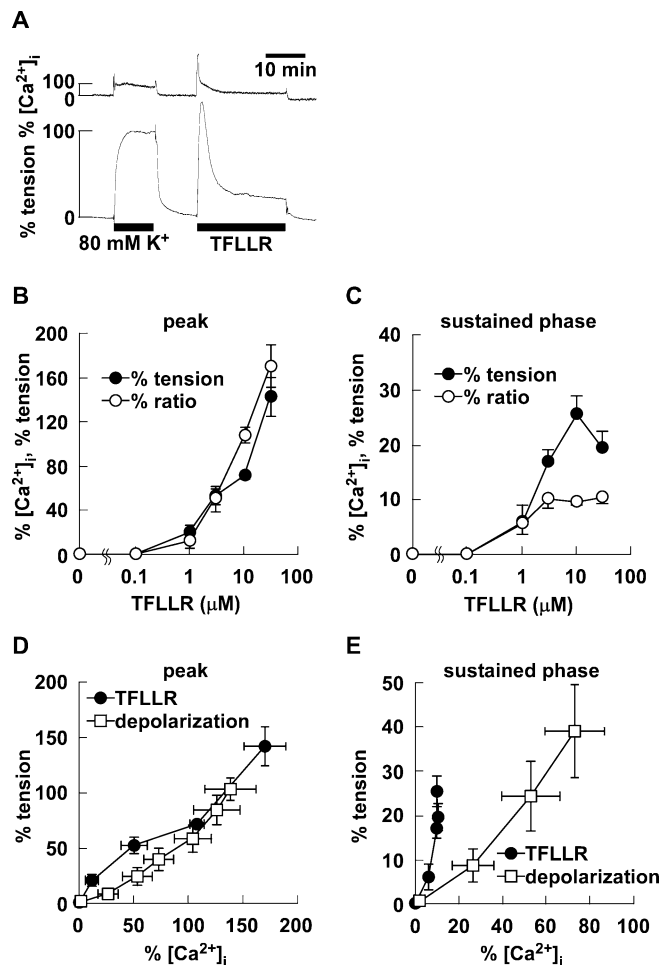 A
10 min
% [Ca²⁺]ᵢ
100
0
% tension
100
0
80 mM K⁺
TFLLR
B
peak
% [Ca²⁺]ᵢ, % tension
200
160
120
80
40
0
% tension
% ratio
0 0.1 1 10 100
TFLLR (μM)
C
sustained phase
% [Ca²⁺]ᵢ, % tension
40
30
20
10
0
% tension
% ratio
0 0.1 1 10 100
TFLLR (μM)
D
peak
% tension
200
150
100
50
0
TFLLR
depolarization
0 50 100 150 200
% [Ca²⁺]ᵢ
E
sustained phase
% tension
50
40
30
20
10
0
TFLLR
depolarization
0 20 40 60 80 100
% [Ca²⁺]ᵢ